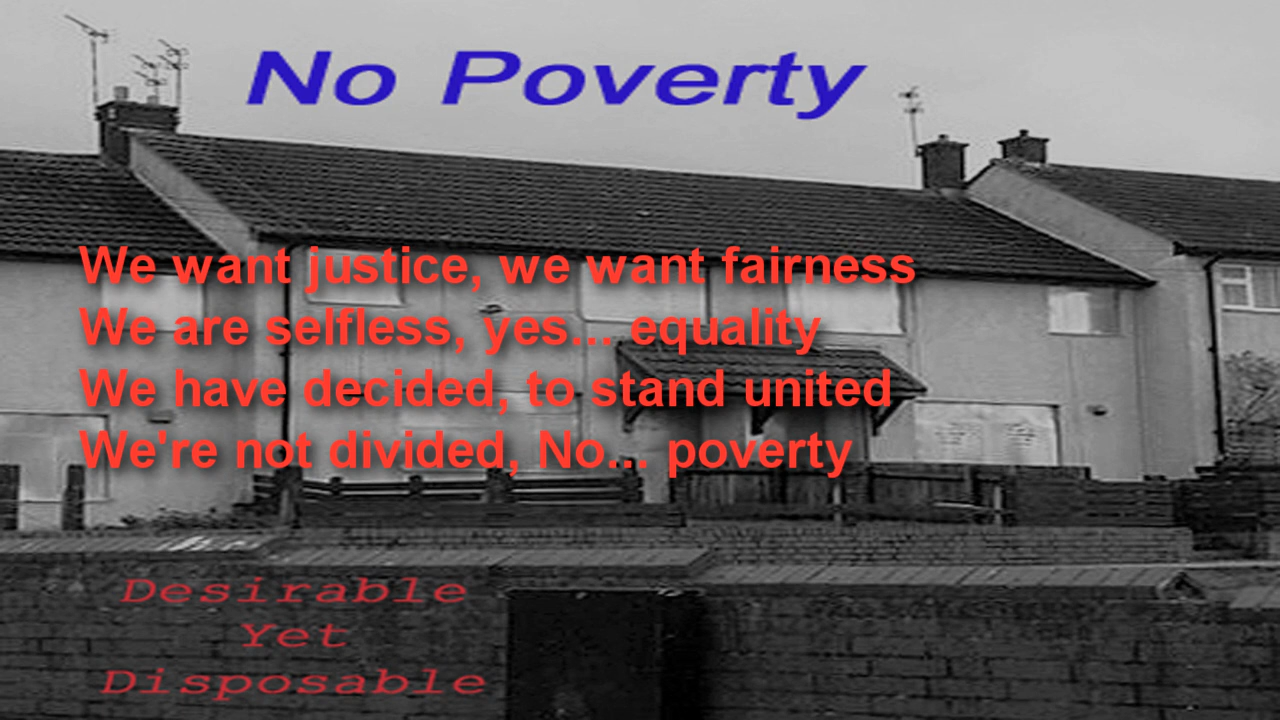 No Poverty
We want justice, we want fairness
We are selfless, yes... equality
We have decided, to stand united
We're not divided, No... poverty
Desirable
Yet
Disposable